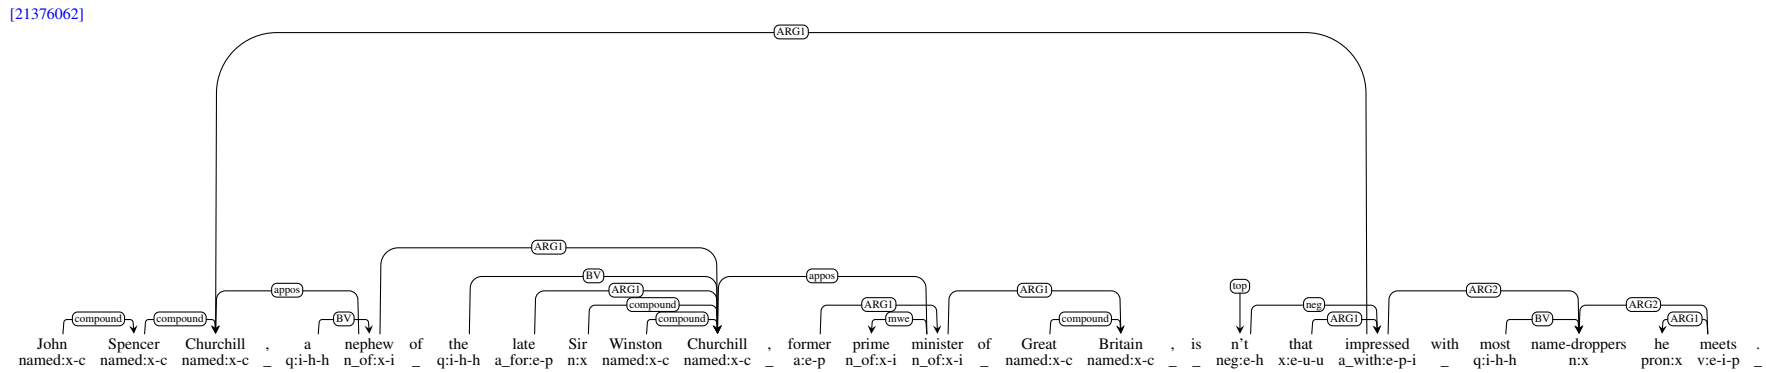 [21376062]
ARG1
ARG1
BV appos
appos ARG1 ARG1 top ARG2
compound ARG1 neg ARG2
compound compound BV compound mwe compound ARG1 BV ARG1
John Spencer Churchill , a nephew of the late Sir Winston Churchill , former prime minister of Great Britain , is n't that impressed with most name-droppers he meets .
named:x-c named:x-c named:x-c _ q:i-h-h n_of:x-i _ q:i-h-h a_for:e-p n:x named:x-c named:x-c _ a:e-p n_of:x-i n_of:x-i _ named:x-c named:x-c _ _ neg:e-h x:e-u-u a_with:e-p-i _ q:i-h-h n:x pron:x v:e-i-p _